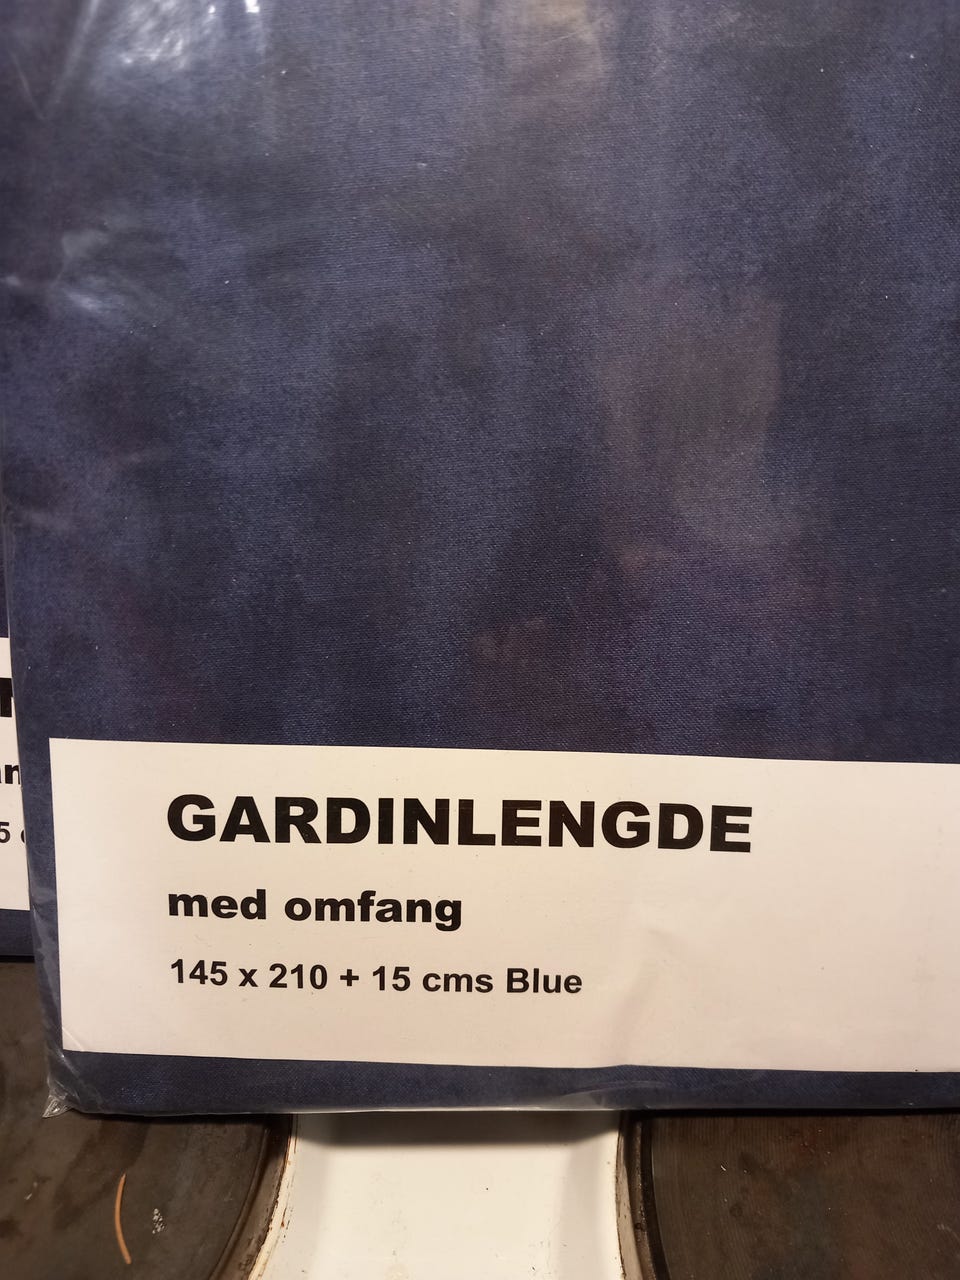 GARDINLENGDE
med omfang
145 x 210 + 15 cms Blue